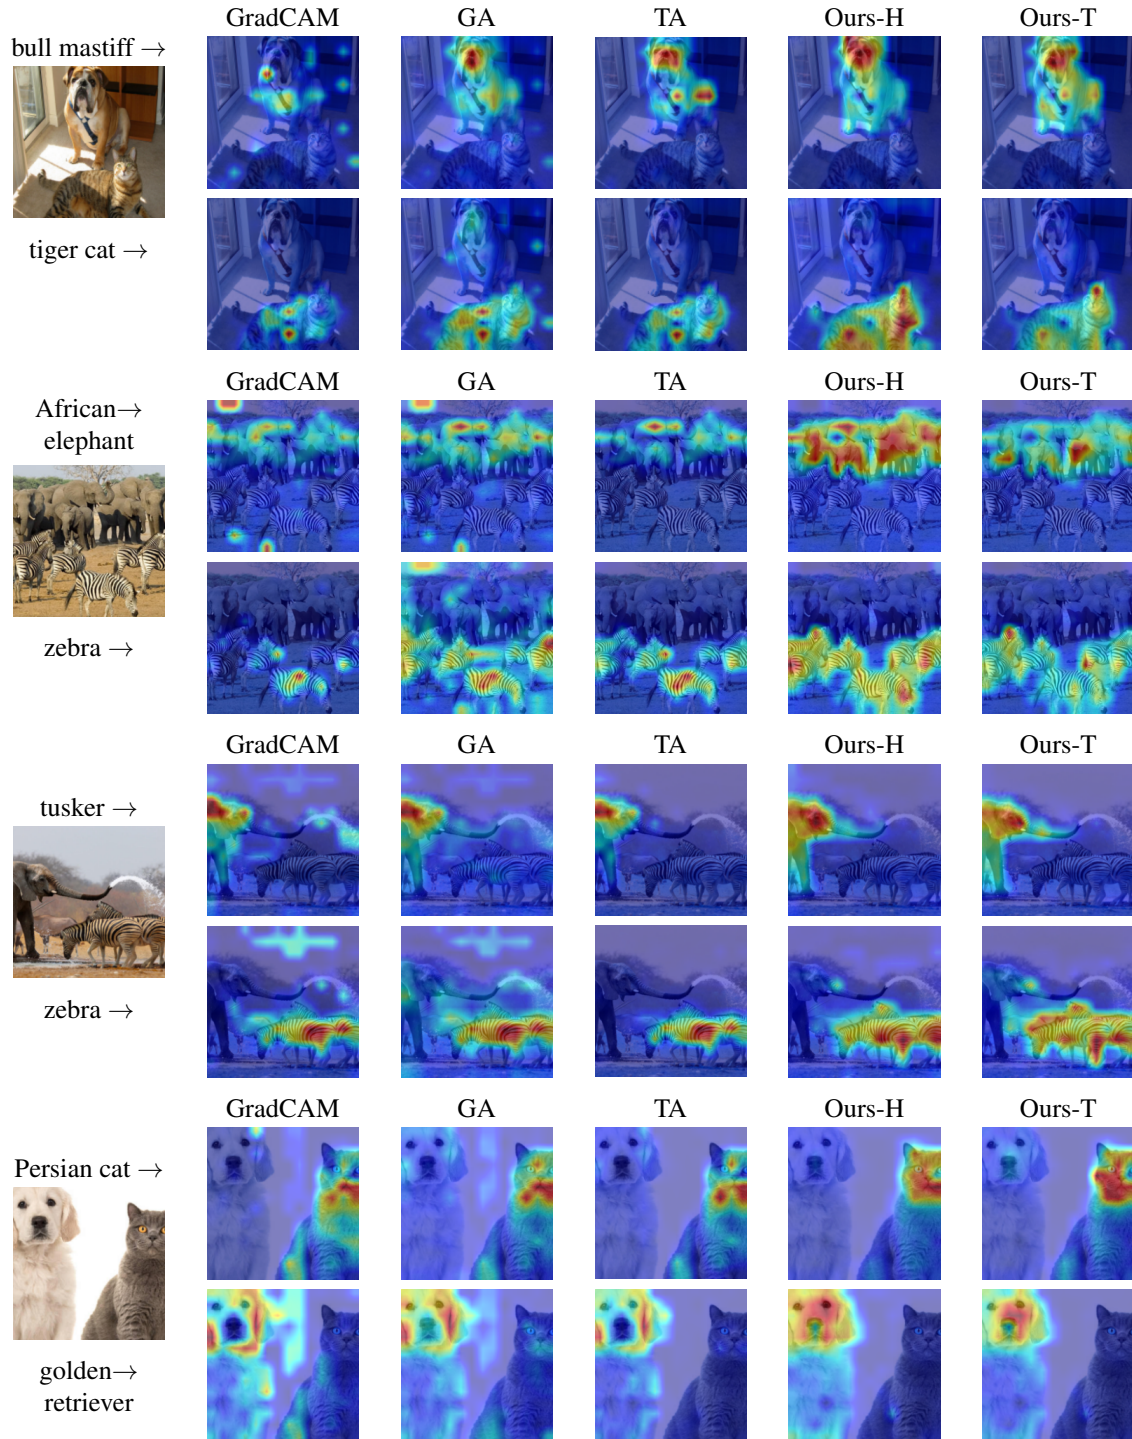 GradCAM GA TA Ours-H Ours-T
bull mastiff →
tiger cat →
GradCAM GA TA Ours-H Ours-T
African→
elephant
zebra →
GradCAM GA TA Ours-H Ours-T
tusker →
zebra →
GradCAM GA TA Ours-H Ours-T
Persian cat →
golden→
retriever